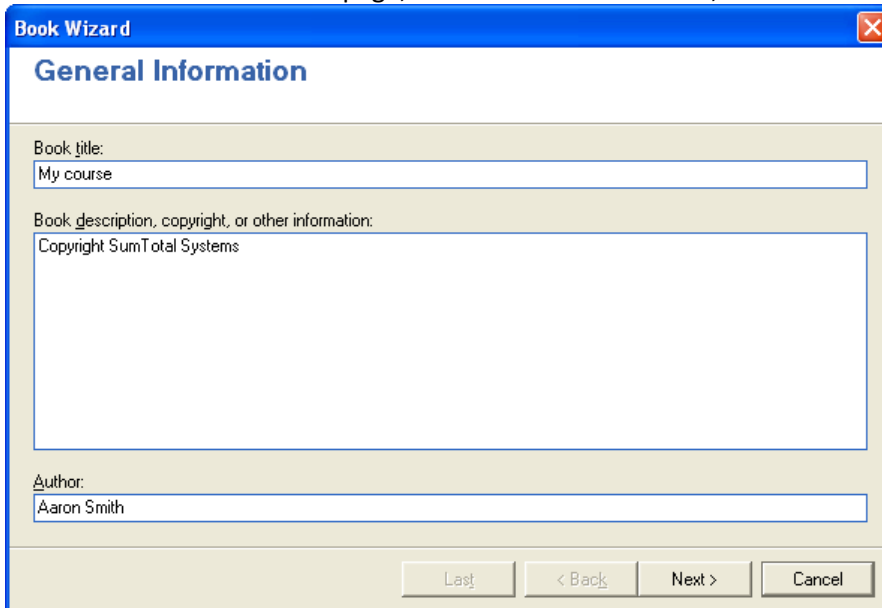 Book Wizard
General Information
Book title:
My course
Book description, copyright, or other information:
Copyright SumTotal Systems
Author:
Aaron Smith
Last
< Back
Next >
Cancel